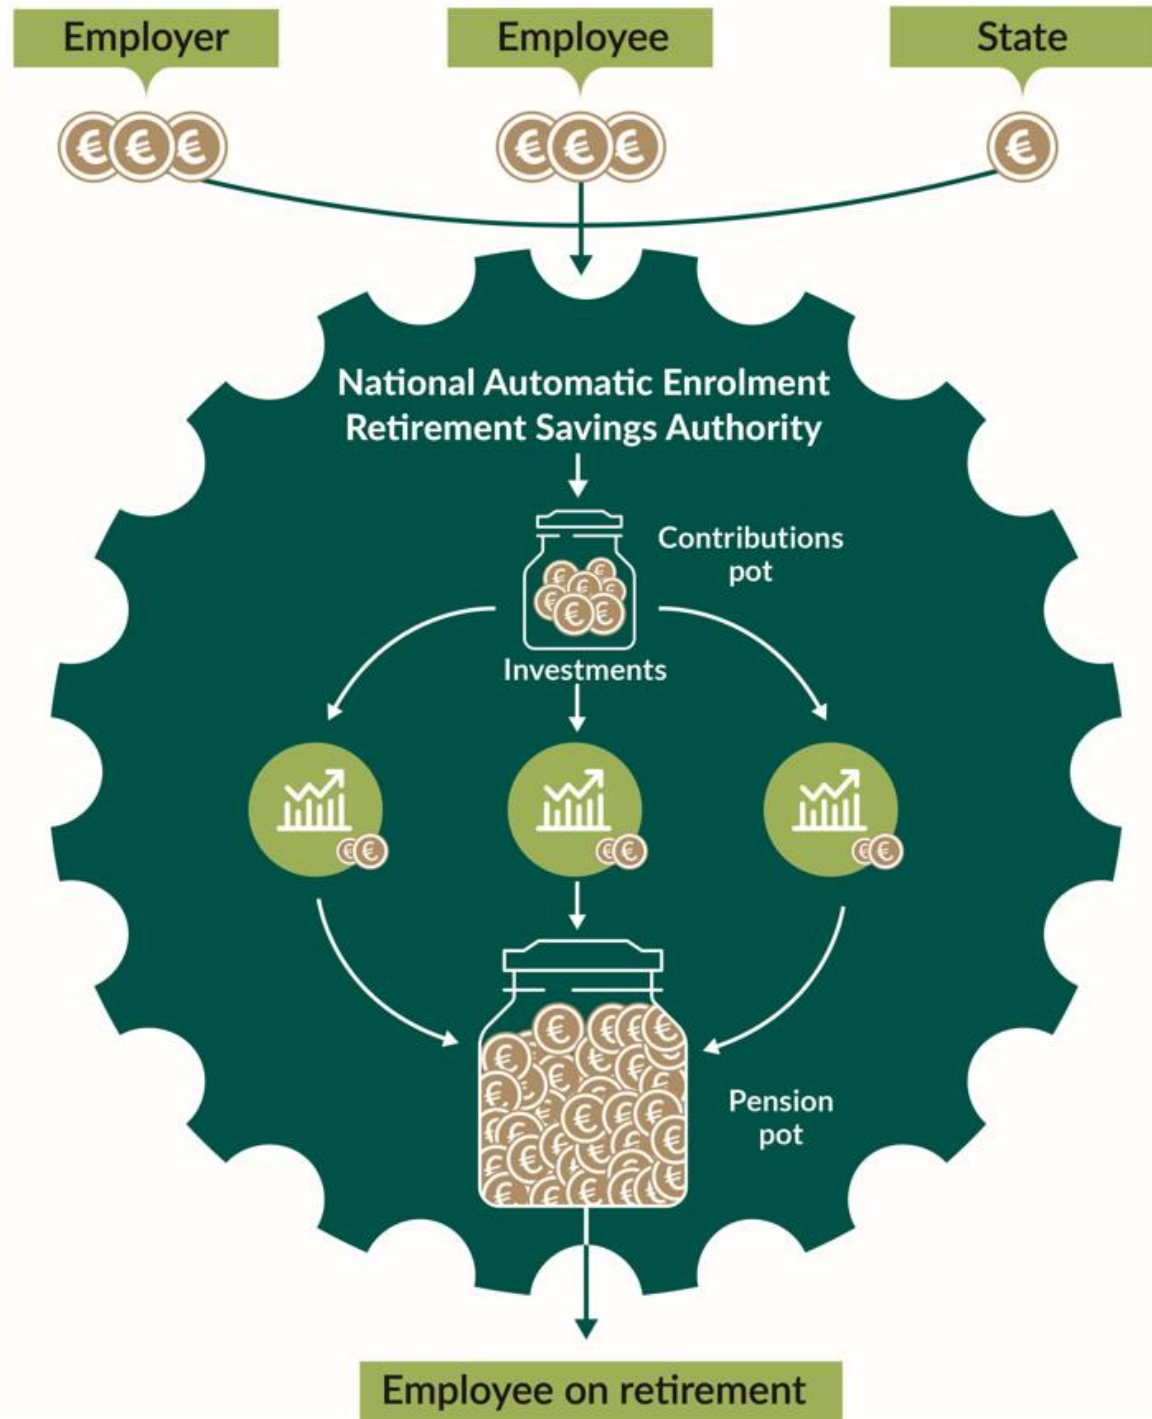 Employer
Employee
State
€€€
€€€
€
National Automatic Enrolment
Retirement Savings Authority
Contributions
pot
Investments
Pension
pot
Employee on retirement